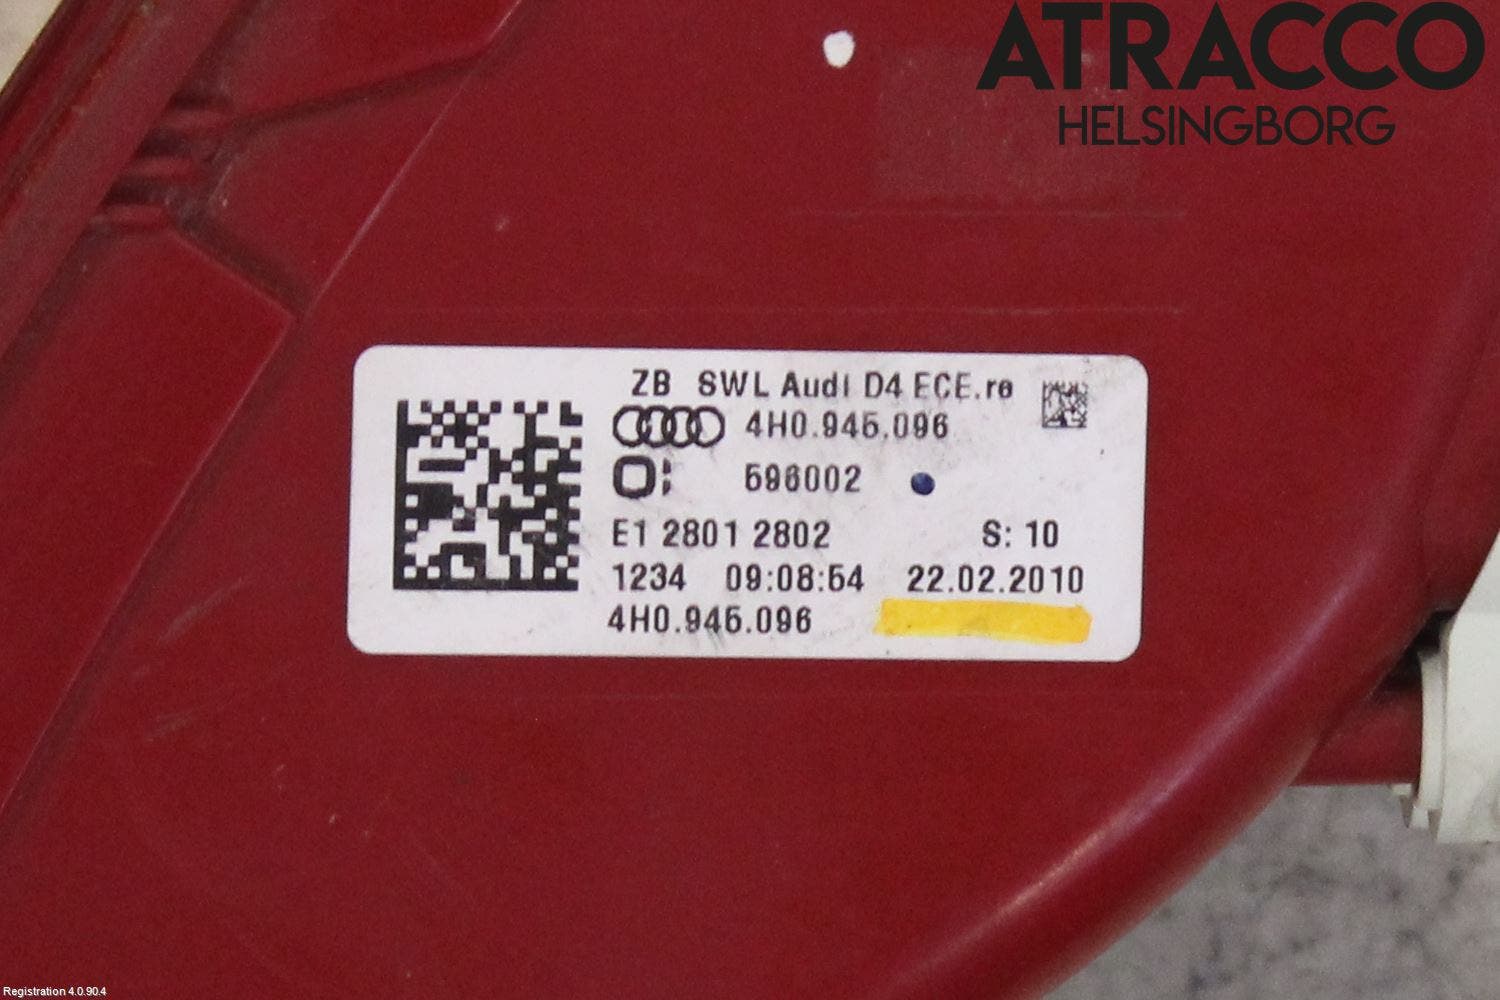 ATRACCO
HELSINGBORG
ZB SWL Audi D4 ECE.re
4H0.945.096
596002
E1 2801 2802 S: 10
1234 09:08:54 22.02.2010
4H0.945.096
Registration 4.0.90.4